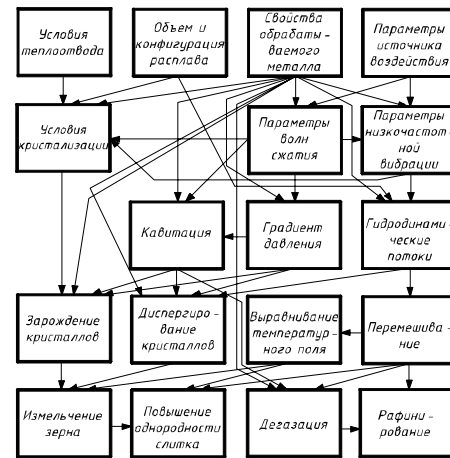 Условия
теплоотвода
Объем и
конфигурация
расплава
Свойства
обрабаты -
ваемого
металла
Параметры
источника
воздействия
Условия
кристализации
Параметры
волн
сжатия
Параметры
низкочастот
ной
вибрации
Кавитация
Градиент
давления
Гидродинами -
ческие
потоки
Зарождение
кристаллов
Диспергиро -
вание
кристаллов
Выравнивание
температур -
ного поля
Перемешива -
ние
Измельчение
зерна
Повышение
однородности
слитка
Дегазация
Рафини -
рование